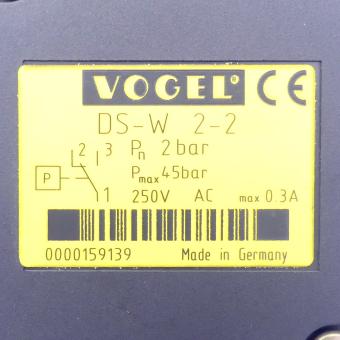 VOGEL® CE
DS-W 2-2
2 3 Pn 2bar
P Pmax 45bar
1 250V AC max 0.3A
0000159139 Made in Germany